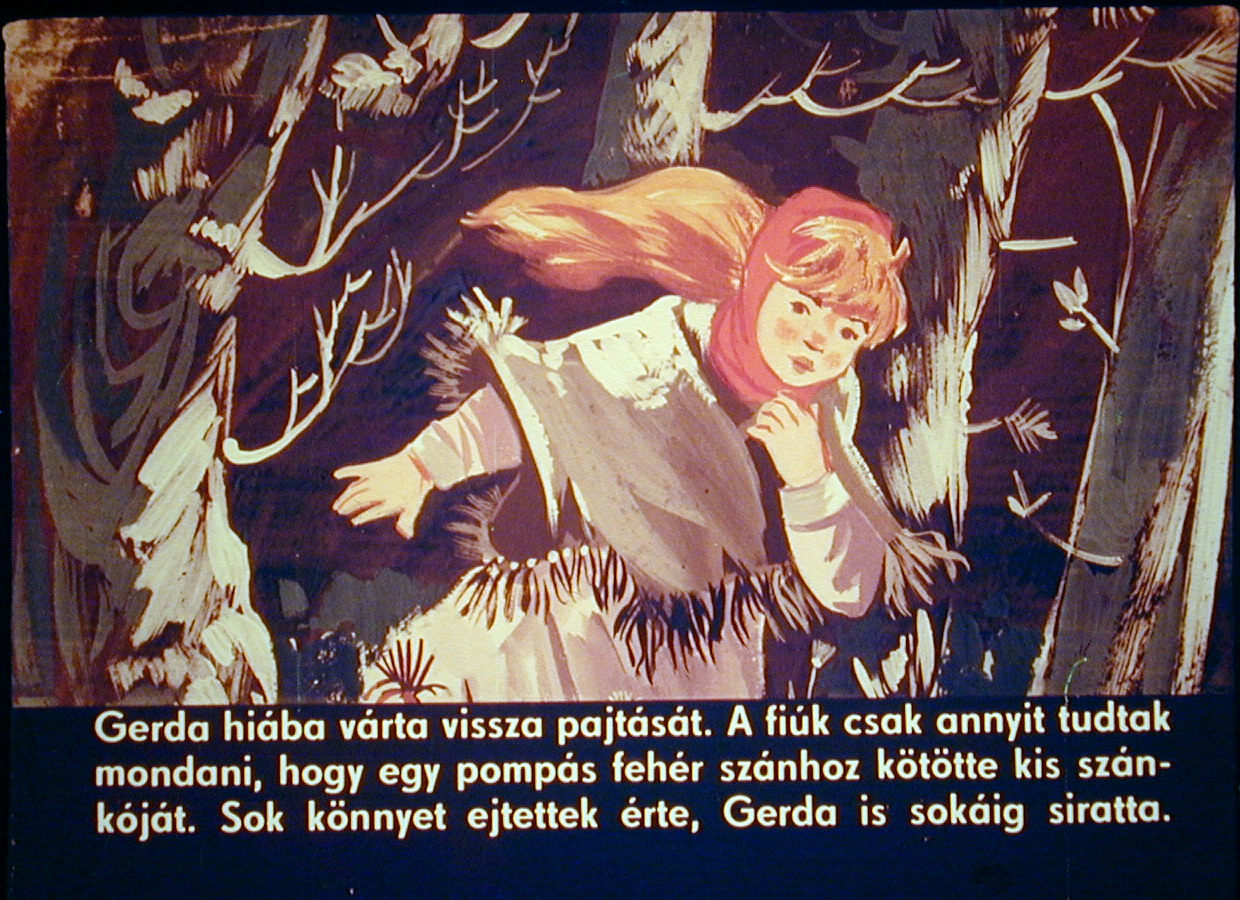 Gerda hiába várta vissza pajtását. A fiúk csak annyit tudtak
mondani, hogy egy pompás fehér szánhoz kötötte kis szán-
kóját. Sok könnyet ejtettek érte, Gerda is sokáig siratta.